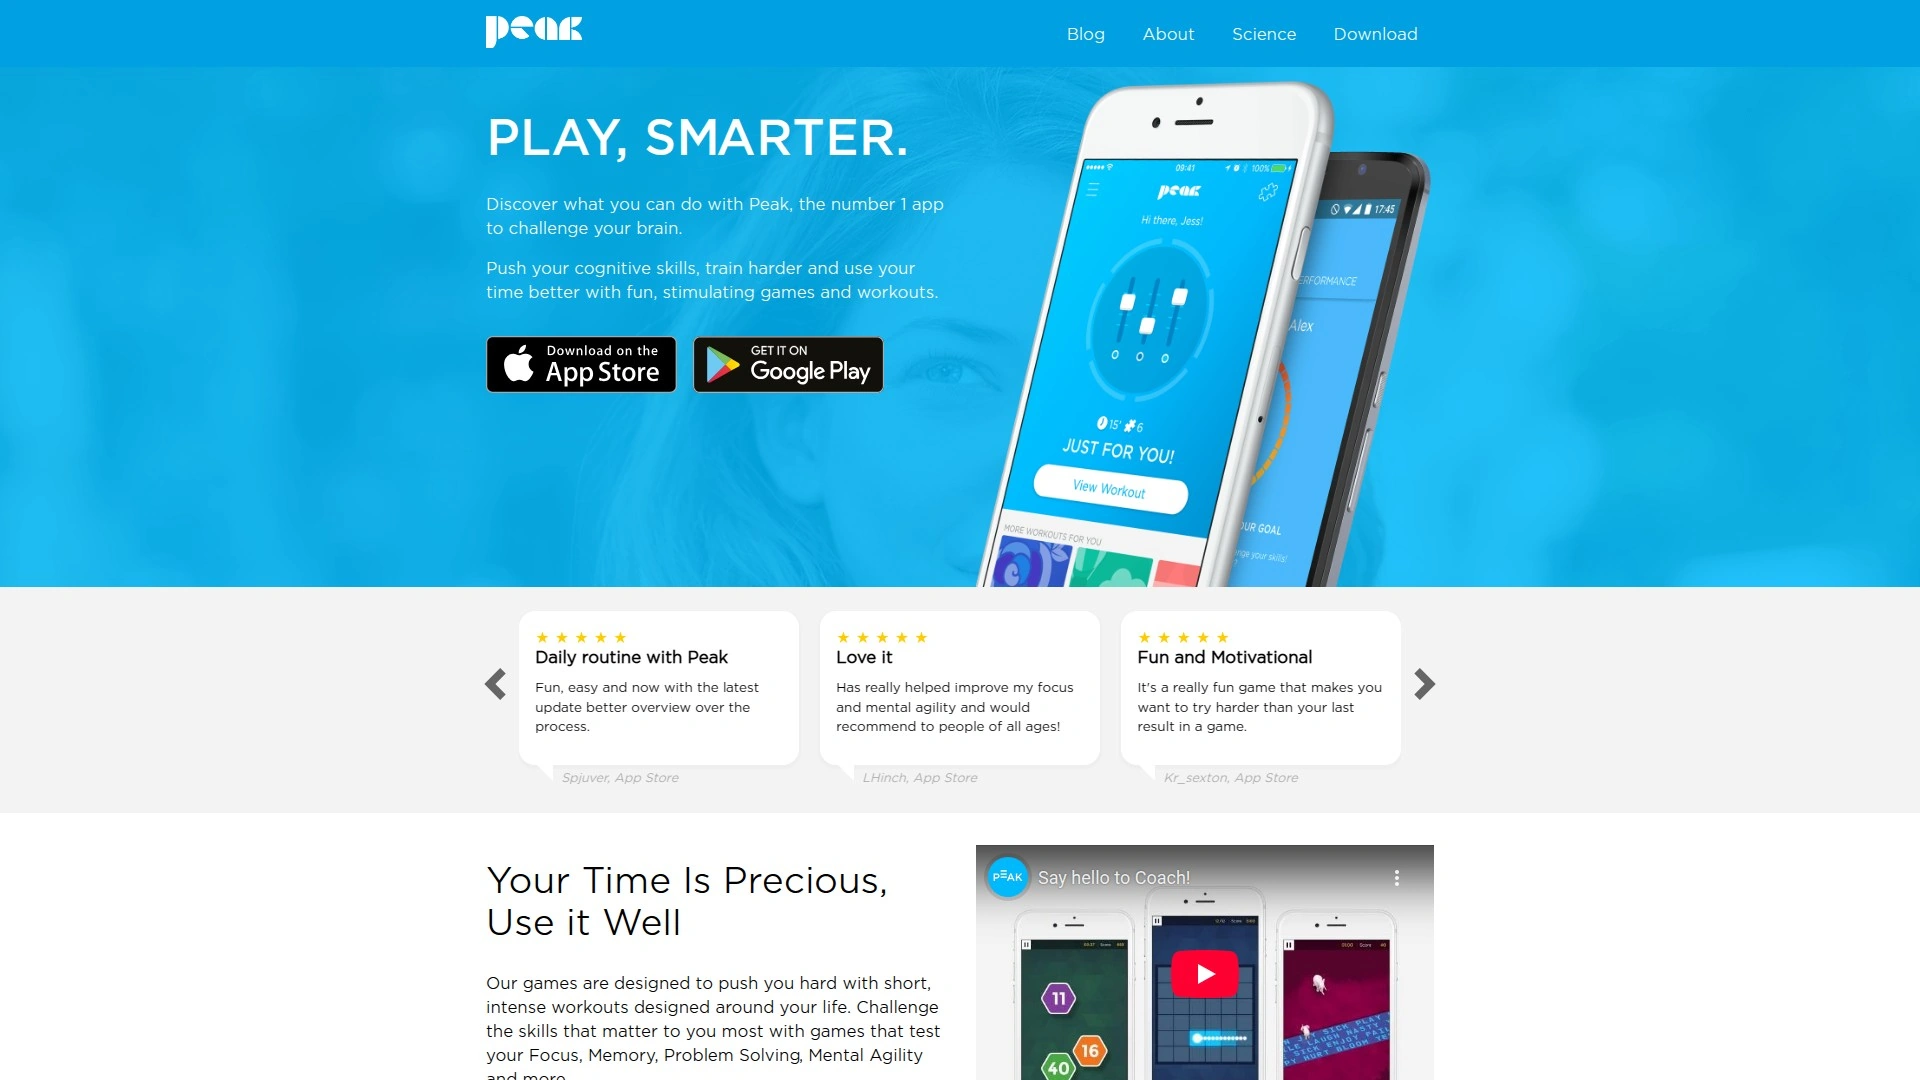 peak
Blog
About
Science
Download
PLAY, SMARTER.
Discover what you can do with Peak, the number 1 app
to challenge your brain.
Push your cognitive skills, train harder and use your
time better with fun, stimulating games and workouts.
Download on the
App Store
GET IT ON
Google Play
09:41
100%
peak
Hi there, Jess!
0 0 0
15' 6
JUST FOR YOU!
View Workout
MORE WORKOUTS FOR YOU
17:45
ERFORMANCE
Alex
OUR GOAL
nge your skills!
★ ★ ★ ★ ★
Daily routine with Peak
Fun, easy and now with the latest
update better overview over the
process.
Spjuver, App Store
★ ★ ★ ★ ★
Love it
Has really helped improve my focus
and mental agility and would
recommend to people of all ages!
LHinch, App Store
★ ★ ★ ★ ★
Fun and Motivational
It's a really fun game that makes you
want to try harder than your last
result in a game.
Kr_sexton, App Store
Your Time Is Precious,
Use it Well
Our games are designed to push you hard with short,
intense workouts designed around your life. Challenge
the skills that matter to you most with games that test
your Focus, Memory, Problem Solving, Mental Agility
and more.
PEAK
Say hello to Coach!
11
16
40